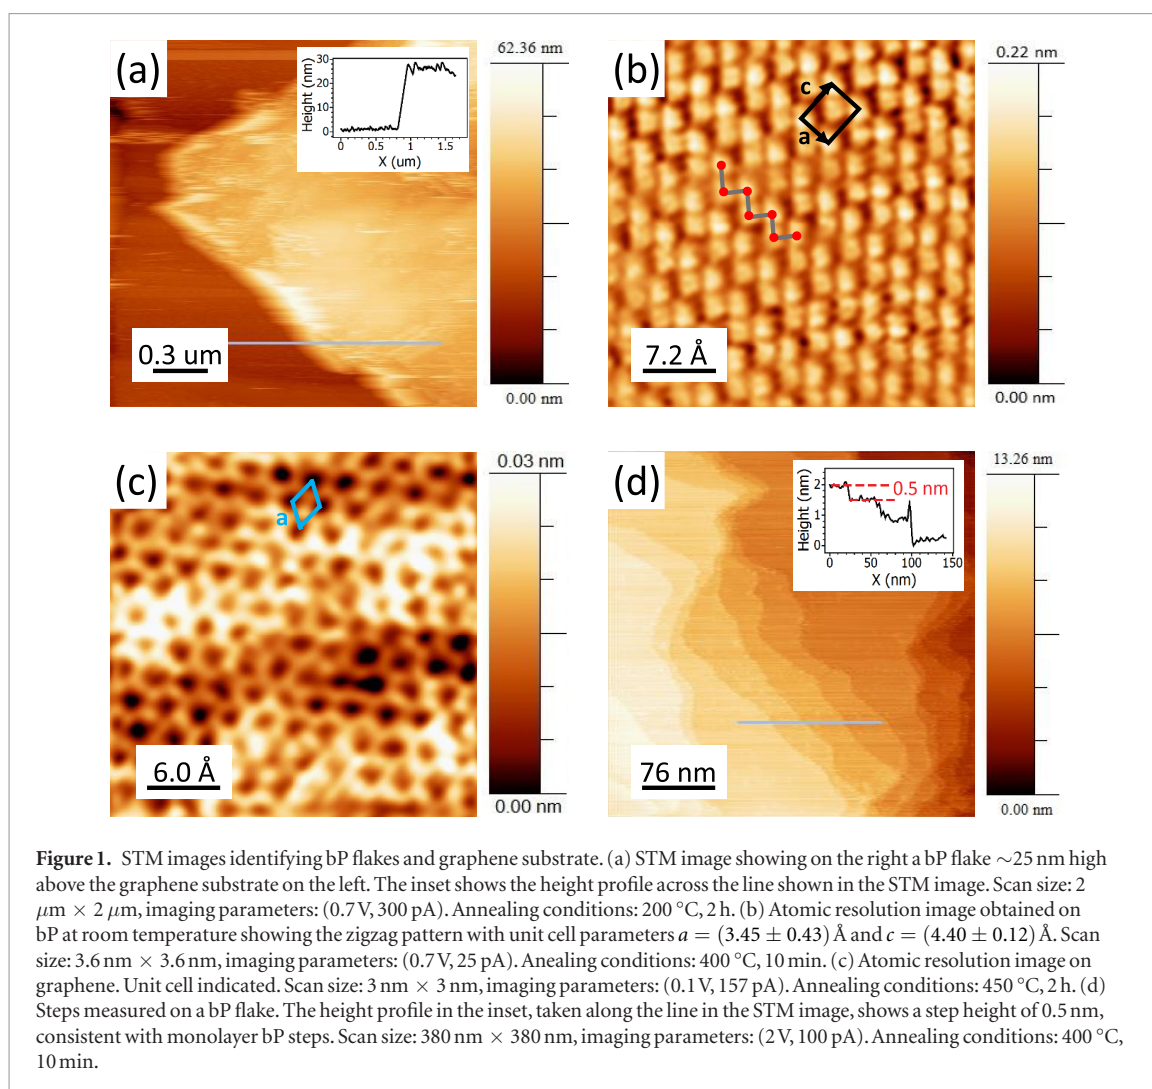 (a)
62.36 nm
0.00 nm
30
20
10
0
Height (nm)
0.0
0.5
1.0
1.5
X (um)
0.3 um
(b)
0.22 nm
0.00 nm
c
a
7.2 Å
(c)
0.03 nm
0.00 nm
a
6.0 Å
(d)
13.26 nm
0.00 nm
2
1
0
Height (nm)
0.5 nm
0
50
100
150
X (nm)
76 nm
Figure 1. STM images identifying bP flakes and graphene substrate. (a) STM image showing on the right a bP flake ∼25 nm high
above the graphene substrate on the left. The inset shows the height profile across the line shown in the STM image. Scan size: 2
μm × 2 μm, imaging parameters: (0.7 V, 300 pA). Annealing conditions: 200 °C, 2 h. (b) Atomic resolution image obtained on
bP at room temperature showing the zigzag pattern with unit cell parameters a = (3.45 ± 0.43) Å and c = (4.40 ± 0.12) Å. Scan
size: 3.6 nm × 3.6 nm, imaging parameters: (0.7 V, 25 pA). Anealing conditions: 400 °C, 10 min. (c) Atomic resolution image on
graphene. Unit cell indicated. Scan size: 3 nm × 3 nm, imaging parameters: (0.1 V, 157 pA). Annealing conditions: 450 °C, 2 h. (d)
Steps measured on a bP flake. The height profile in the inset, taken along the line in the STM image, shows a step height of 0.5 nm,
consistent with monolayer bP steps. Scan size: 380 nm × 380 nm, imaging parameters: (2 V, 100 pA). Annealing conditions: 400 °C,
10 min.